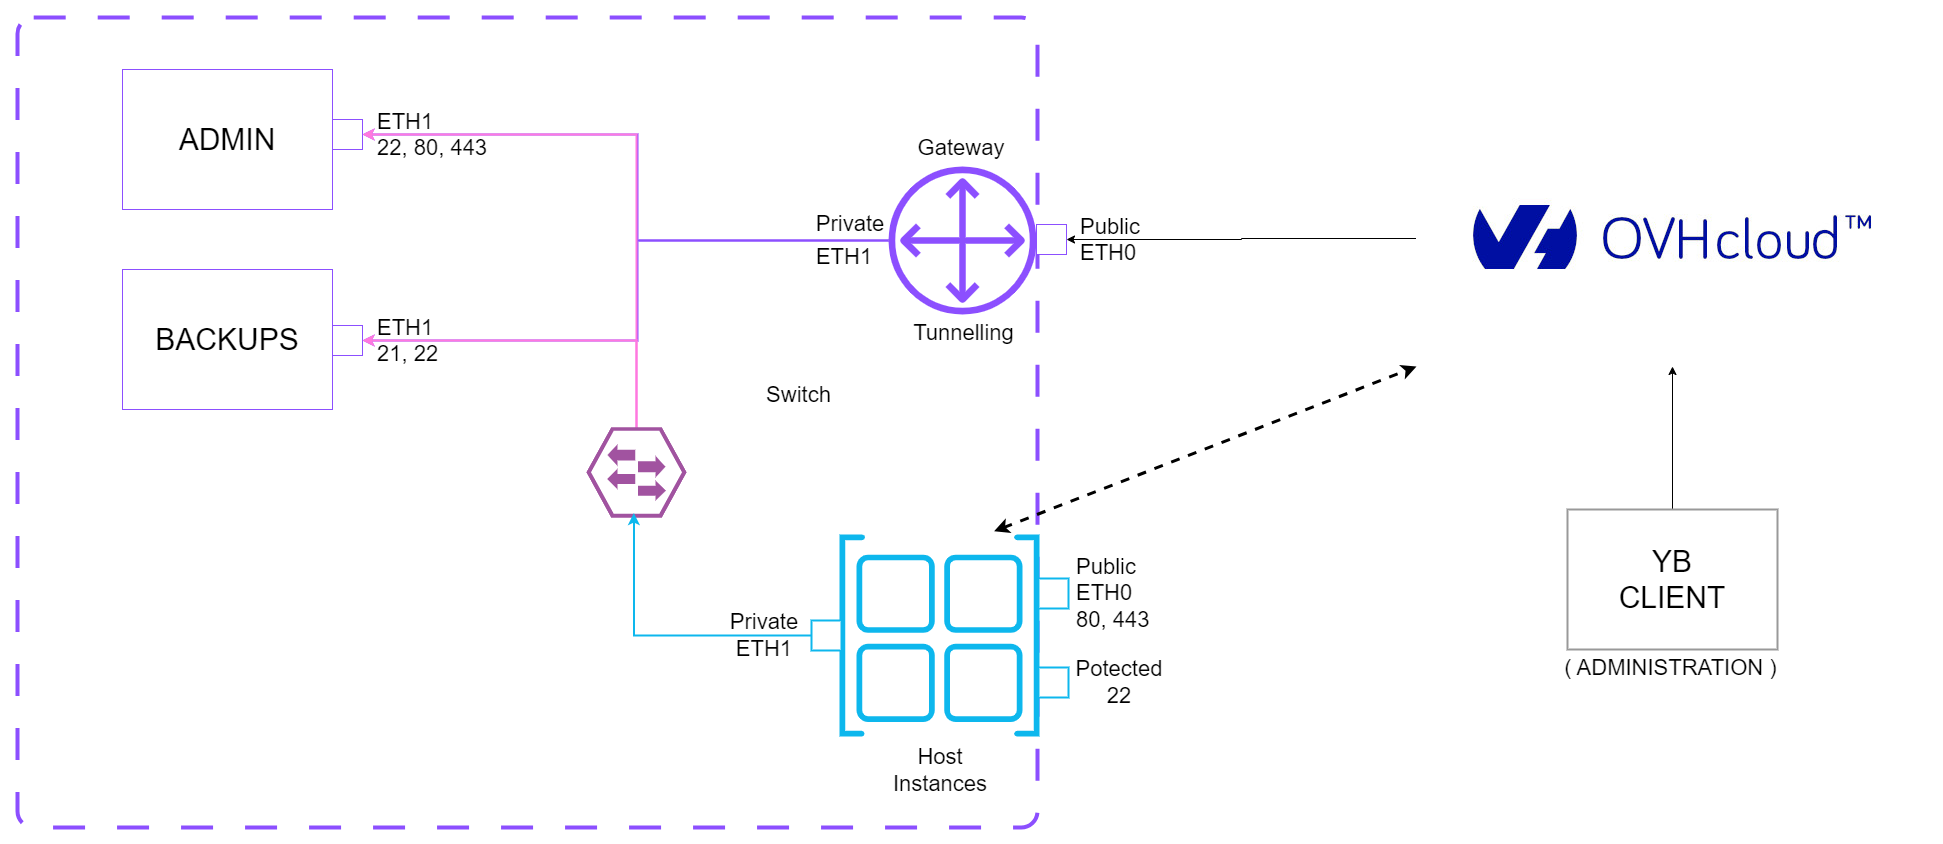 ADMIN
ETH1
22, 80, 443
BACKUPS
ETH1
21, 22
Gateway
Private
ETH1
Tunnelling
Public
ETH0
OVHcloud™
Switch
Private
ETH1
Public
ETH0
80, 443
Potected
22
Host
Instances
YB
CLIENT
( ADMINISTRATION )